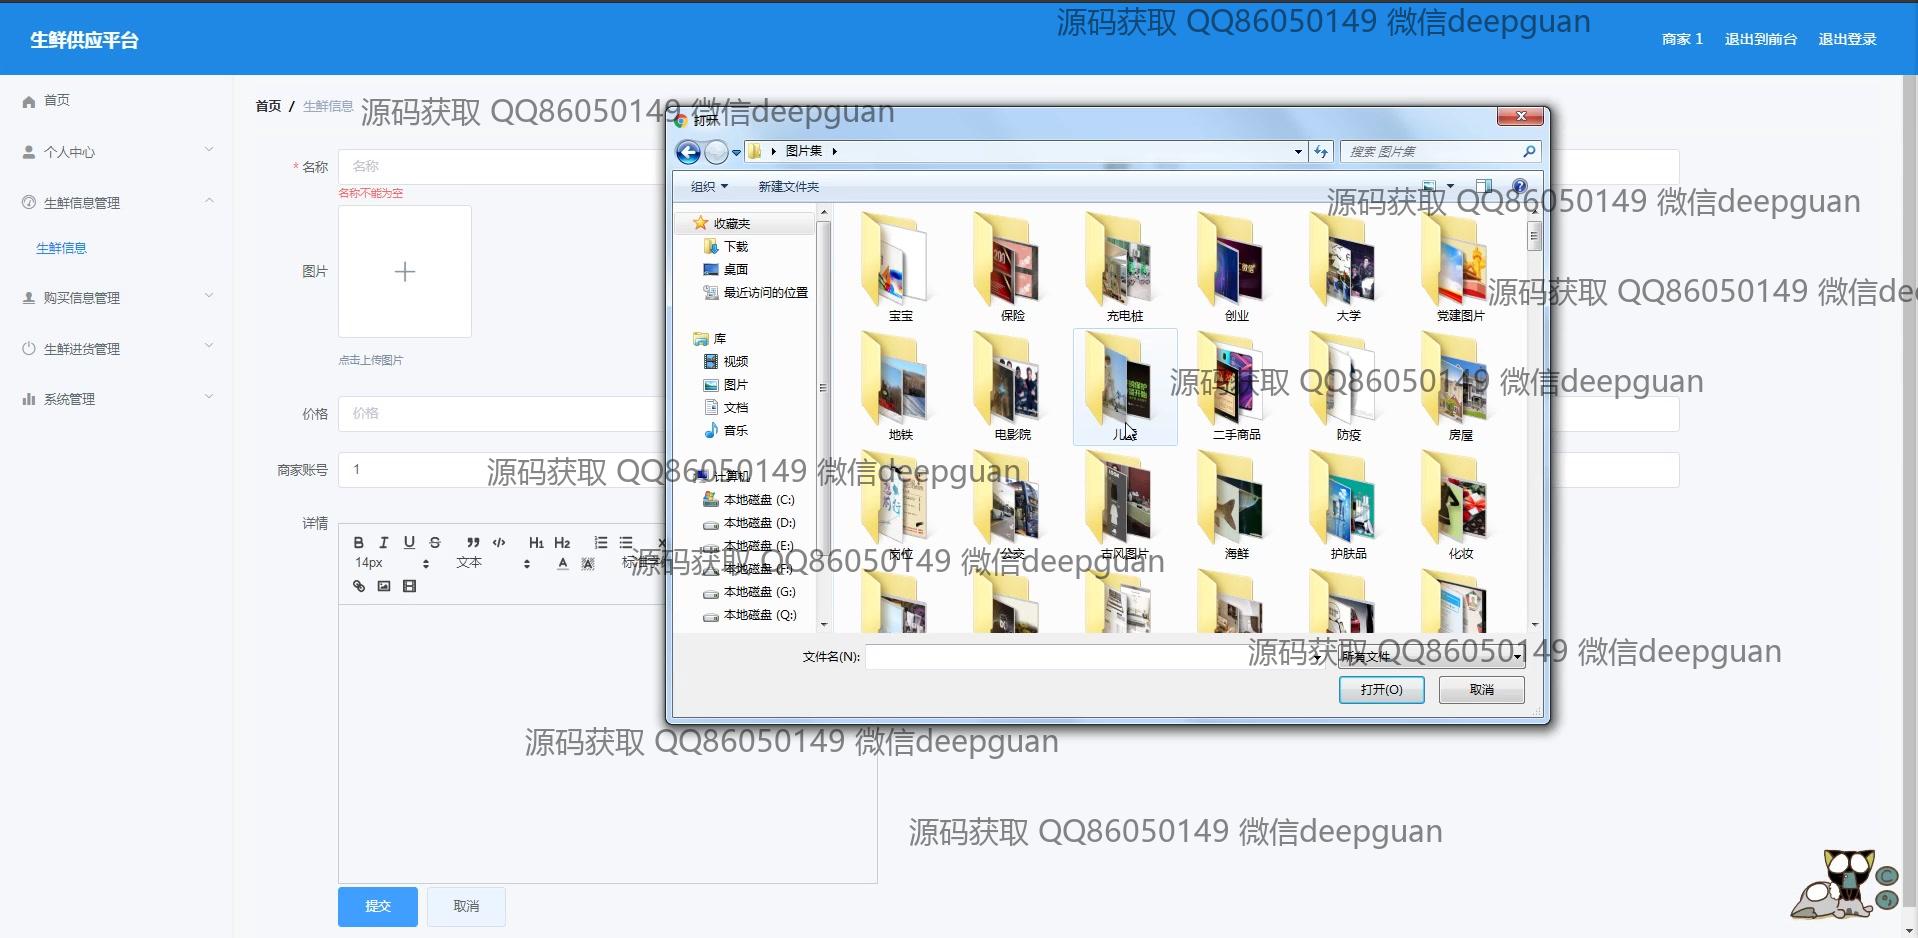 源码获取 QQ86050149 微信deepguan
生鲜供应平台
商家 1
退出到前台
退出登录
首页
个人中心
生鲜信息管理
生鲜信息
购买信息管理
生鲜进货管理
系统管理
首页 / 生鲜信息
源码获取 QQ86050149 微信deepguan
* 名称
名称
名称不能为空
图片
点击上传图片
价格
价格
商家账号
1
详情
B I U S ” </> H1 H2
14px
文本
A
提交
取消
打开
图片集
搜索 图片集
组织
新建文件夹
源码获取 QQ86050149 微信deepguan
收藏夹
下载
桌面
最近访问的位置
库
视频
图片
文档
音乐
计算机
本地磁盘 (C:)
本地磁盘 (D:)
本地磁盘 (E:)
本地磁盘 (F:)
本地磁盘 (G:)
本地磁盘 (Q:)
宝宝
保险
充电桩
创业
大学
党建图片
源码获取 QQ86050149 微信dee
地铁
电影院
二手商品
防疫
房屋
源码获取 QQ86050149 微信deepguan
源码获取 QQ86050149 微信deepguan
岗位
公交
古风图片
海鲜
护肤品
化妆
源码获取 QQ86050149 微信deepguan
文件名(N):
所有文件
源码获取 QQ86050149 微信deepguan
打开(O)
取消
源码获取 QQ86050149 微信deepguan
源码获取 QQ86050149 微信deepguan